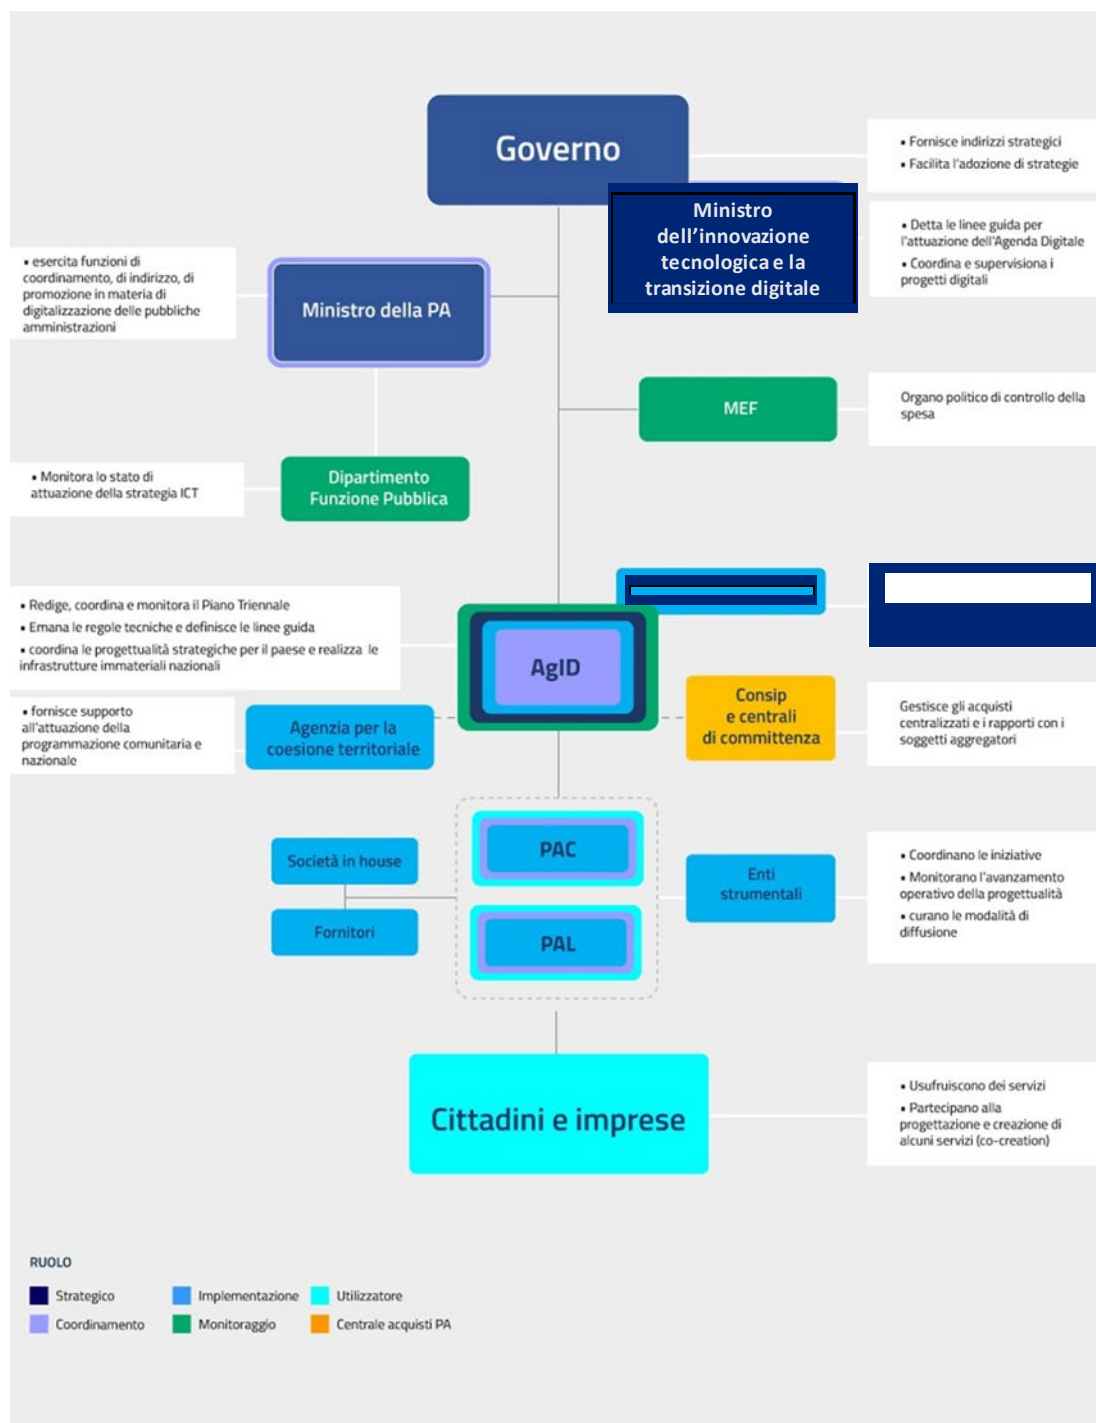 Governo
• Fornisce indirizzi strategici
• Facilita l'adozione di strategie
Ministro
dell'innovazione
tecnologica e la
transizione digitale
• Detta le linee guida per
l'attuazione dell'Agenda Digitale
• Coordina e supervisiona i
progetti digitali
• esercita funzioni di
coordinamento, di indirizzo, di
promozione in materia di
digitalizzazione delle pubbliche
amministrazioni
Ministro della PA
MEF
Organo politico di controllo della
spesa
• Monitora lo stato di
attuazione della strategia ICT
Dipartimento
Funzione Pubblica
• Redige, coordina e monitora il Piano Triennale
• Emana le regole tecniche e definisce le linee guida
• coordina le progettualità strategiche per il paese e realizza le
infrastrutture immateriali nazionali
AgID
• fornisce supporto
all'attuazione della
programmazione comunitaria e
nazionale
Agenzia per la
coesione territoriale
Consip
e centrali
di committenza
Gestisce gli acquisti
centralizzati e i rapporti con i
soggetti aggregatori
Società in house
Fornitori
PAC
PAL
Enti
strumentali
• Coordinano le iniziative
• Monitorano l'avanzamento
operativo della progettualità
• curano le modalità di
diffusione
Cittadini e imprese
• Usufruiscono dei servizi
• Partecipano alla
progettazione e creazione di
alcuni servizi (co-creation)
RUOLO
Strategico
Implementazione
Utilizzatore
Coordinamento
Monitoraggio
Centrale acquisti PA